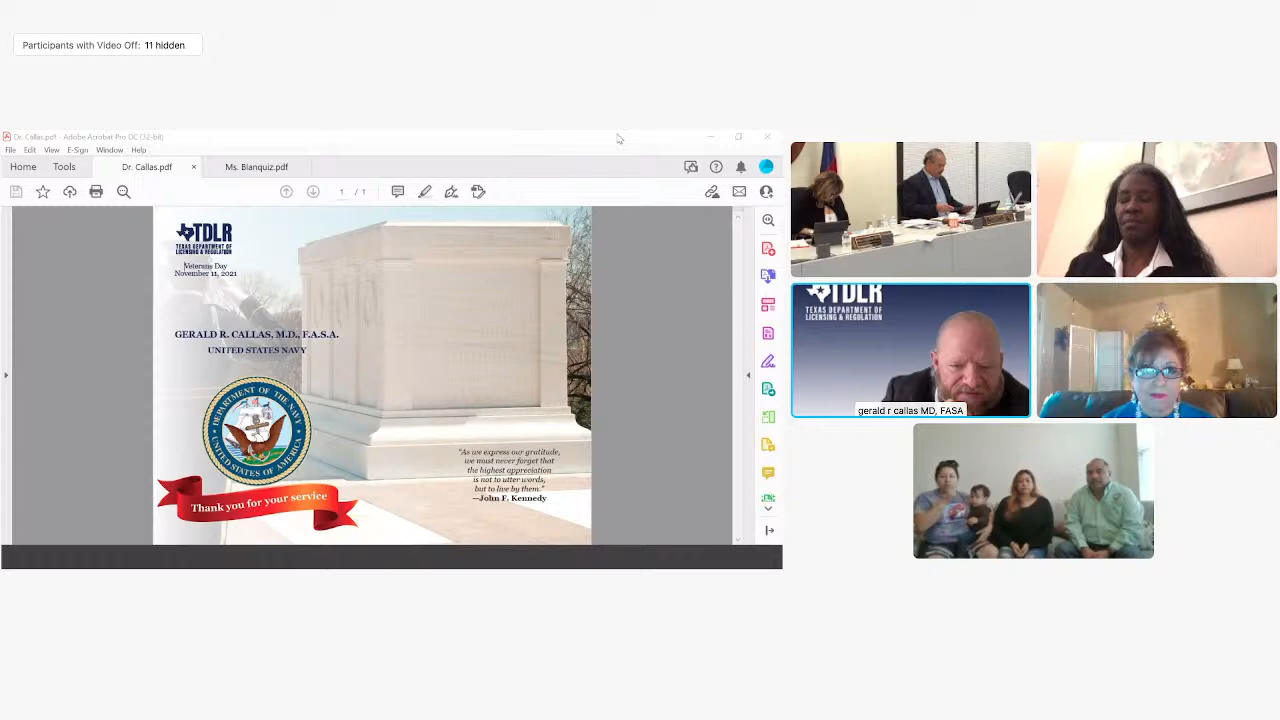 Participants with Video Off: 11 hidden
Dr. Callas.pdf - Adobe Acrobat Pro DC (32-bit)
File Edit View E-Sign Window Help
Home Tools Dr. Callas.pdf × Ms. Blanquiz.pdf
1 / 1
TDLR
TEXAS DEPARTMENT OF
LICENSING & REGULATION
Veterans Day
November 11, 2021
GERALD R. CALLAS, M.D., F.A.S.A.
UNITED STATES NAVY
DEPARTMENT OF THE NAVY
UNITED STATES OF AMERICA
Thank you for your service
"As we express our gratitude,
we must never forget that
the highest appreciation
is not to utter words,
but to live by them."
—John F. Kennedy
TDLR
TEXAS DEPARTMENT OF
LICENSING & REGULATION
gerald r callas MD, FASA